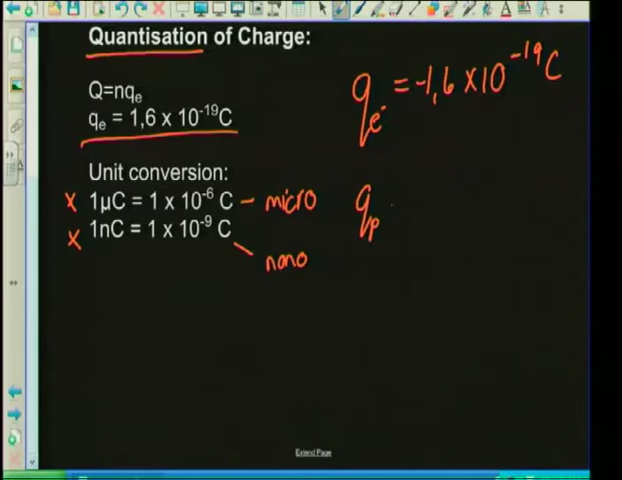 Quantisation of Charge:
Q=nqe
qe = 1,6 x 10-19C
qe- = -1,6 x 10-19 C
Unit conversion:
x 1µC = 1 x 10-6 C - micro
x 1nC = 1 x 10-9 C
nano
qp
Extend Page